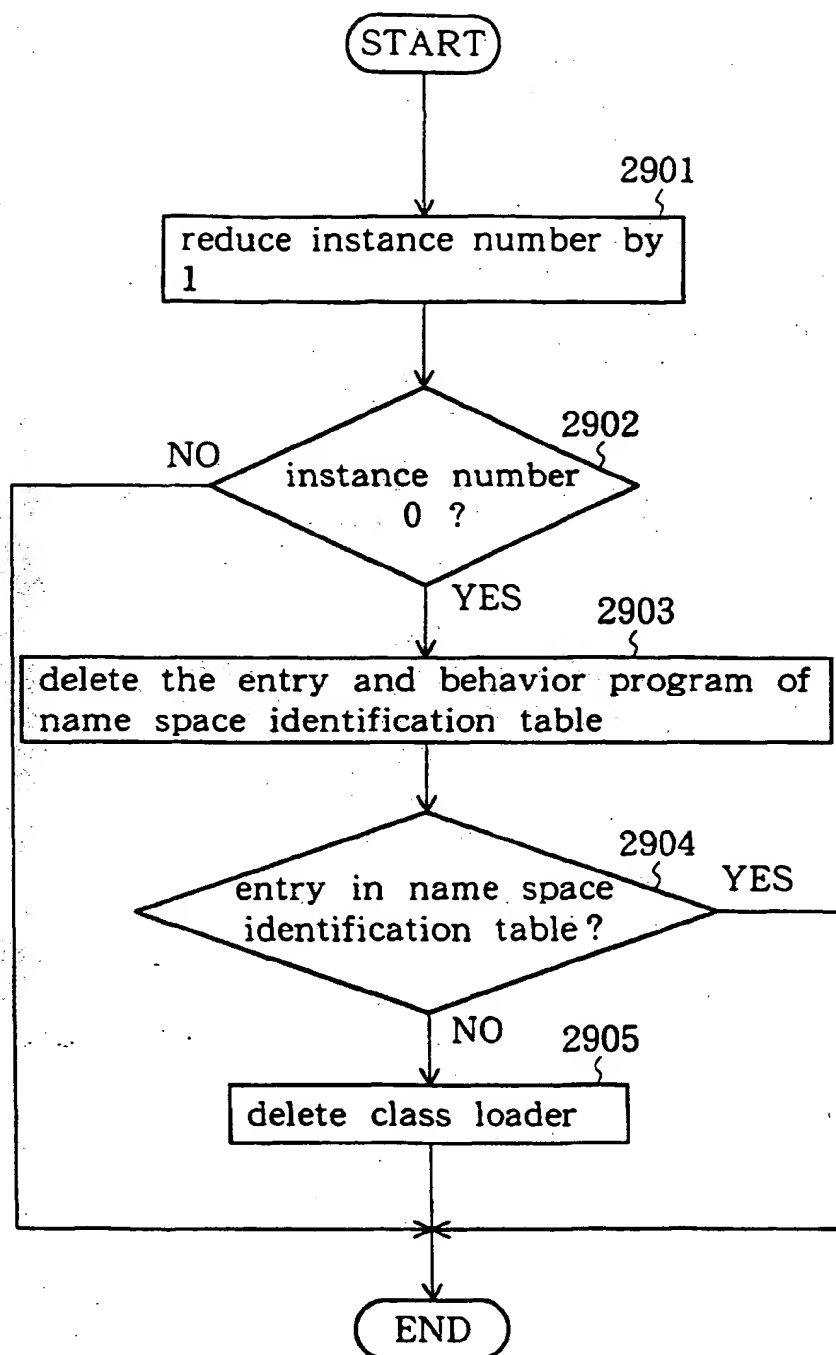 START
2901
reduce instance number by
1
2902
NO
instance number
0 ?
YES
2903
delete the entry and behavior program of
name space identification table
2904
entry in name space
identification table?
YES
NO
2905
delete class loader
END